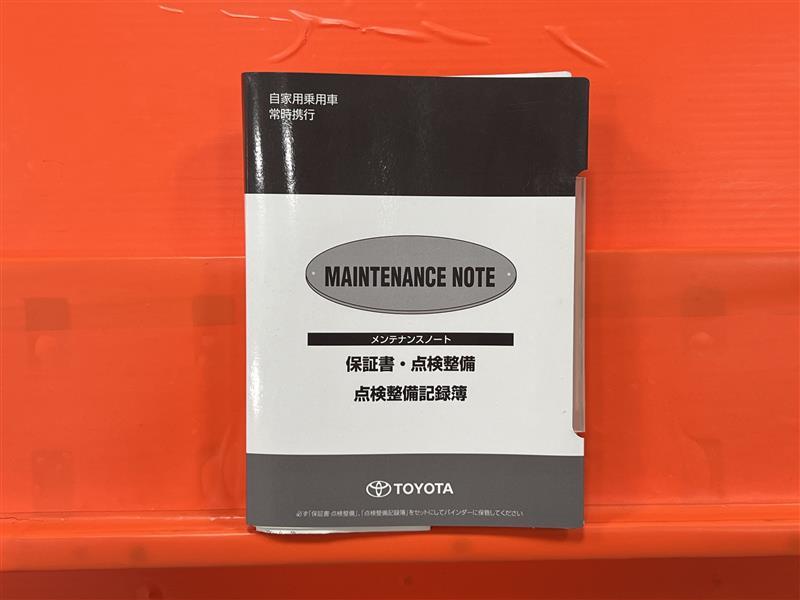 自家用乗用車
常時携行
MAINTENANCE NOTE
メンテナンスノート
保証書・点検整備
点検整備記録簿
TOYOTA
必ず「保証書·点検整備」、「点検整備記録簿」をセットにしてバインダーに保管してください